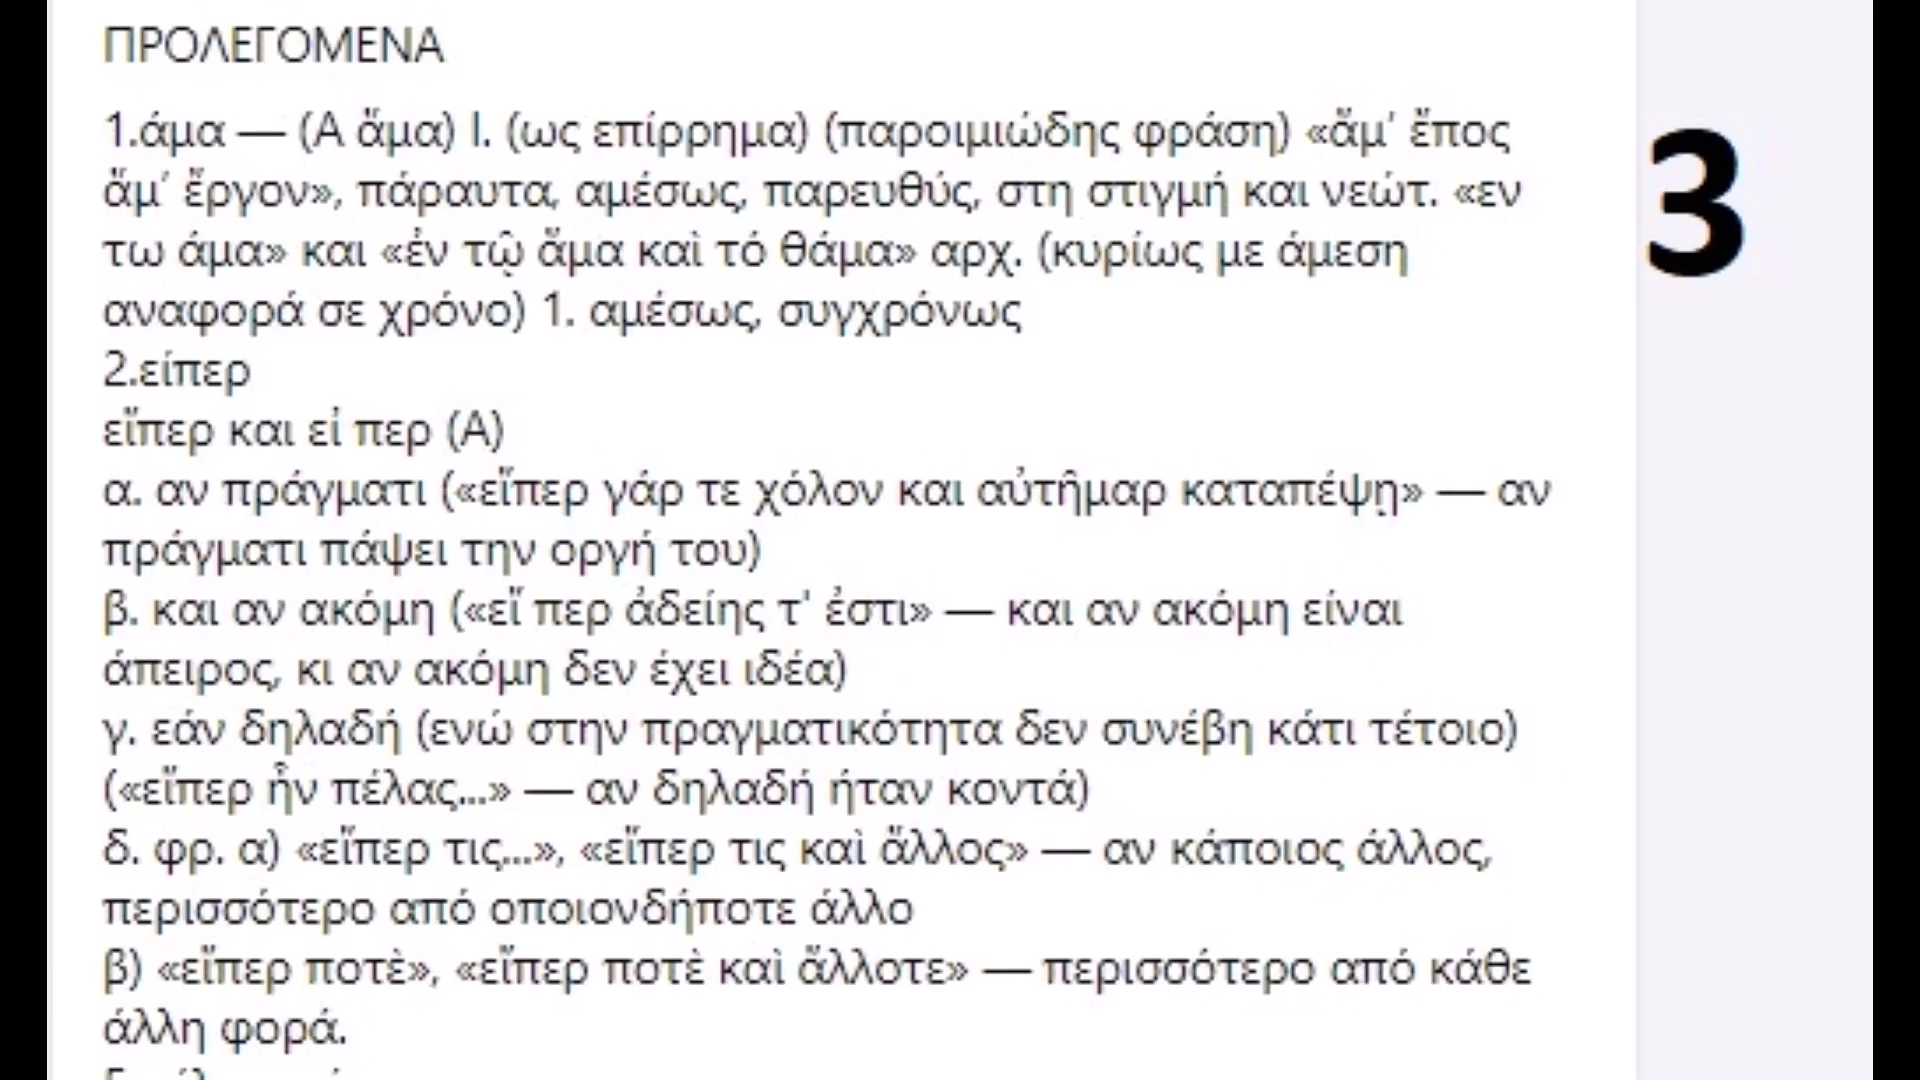 ΠΡΟΛΕΓΟΜΕΝΑ
1.άμα — (Α ἅμα) Ι. (ως επίρρημα) (παροιμιώδης φράση) «ἅμ΄ ἔπος
ἅμ΄ ἔργον», πάραυτα, αμέσως, παρευθύς, στη στιγμή και νεώτ. «εν
τω άμα» και «ἐν τῷ ἅμα καὶ τό θάμα» αρχ. (κυρίως με άμεση
αναφορά σε χρόνο) 1. αμέσως, συγχρόνως
2.είπερ
εἴπερ και εἰ περ (Α)
α. αν πράγματι («εἴπερ γάρ τε χόλον και αὐτῆμαρ καταπέψῃ» — αν
πράγματι πάψει την οργή του)
β. και αν ακόμη («εἴ περ ἀδείης τ' ἐστι» — και αν ακόμη είναι
άπειρος, κι αν ακόμη δεν έχει ιδέα)
γ. εάν δηλαδή (ενώ στην πραγματικότητα δεν συνέβη κάτι τέτοιο)
(«εἴπερ ἦν πέλας...» — αν δηλαδή ήταν κοντά)
δ. φρ. α) «εἴπερ τις...», «εἴπερ τις καὶ ἄλλος» — αν κάποιος άλλος,
περισσότερο από οποιονδήποτε άλλο
β) «εἴπερ ποτὲ», «εἴπερ ποτὲ καὶ ἄλλοτε» — περισσότερο από κάθε
άλλη φορά.
3